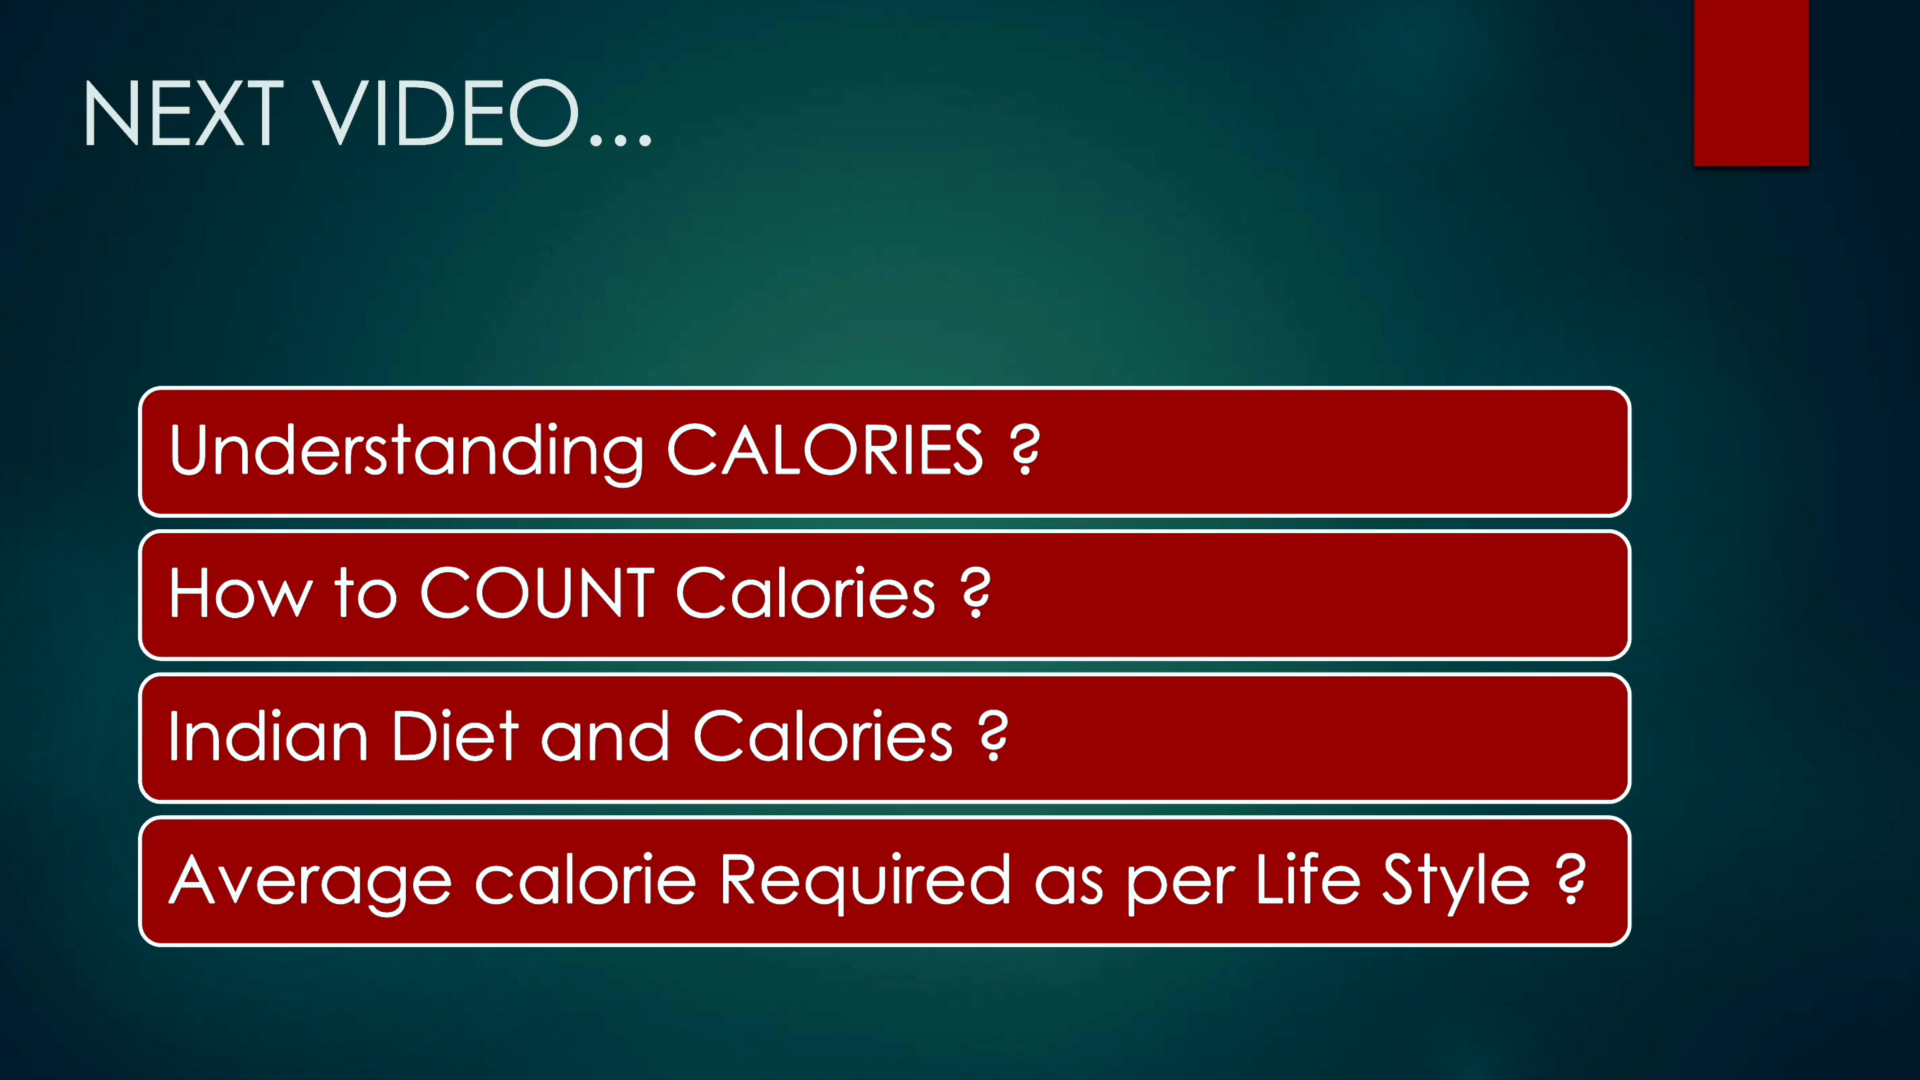 NEXT VIDEO...
Understanding CALORIES ?
How to COUNT Calories ?
Indian Diet and Calories ?
Average calorie Required as per Life Style ?